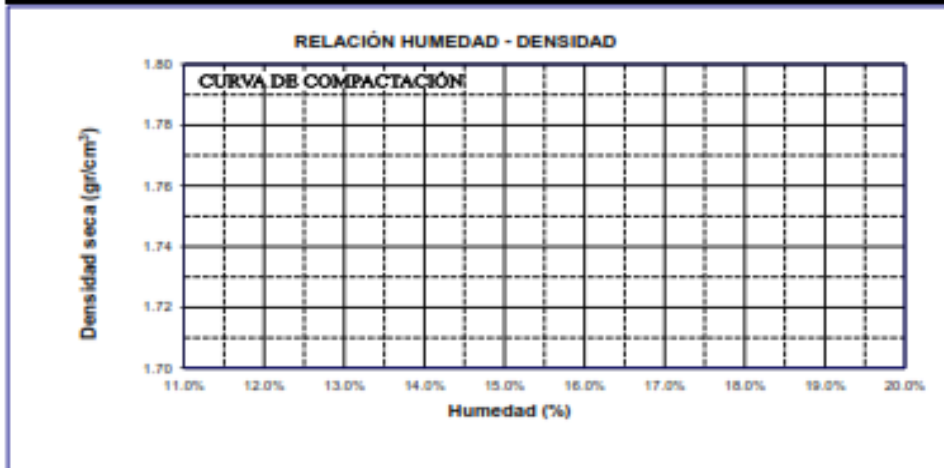 RELACIÓN HUMEDAD - DENSIDAD
CURVA DE COMPACTACIÓN
Densidad seca (gr/cm³)
1.80
1.78
1.76
1.74
1.72
1.70
11.0% 12.0% 13.0% 14.0% 15.0% 16.0% 17.0% 18.0% 19.0% 20.0%
Humedad (%)